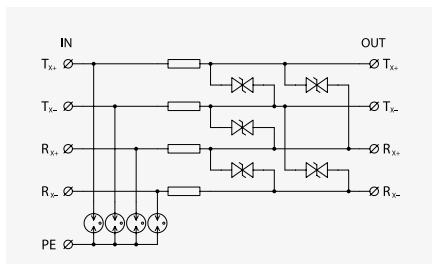 IN OUT
Tx+ Tx+
Tx– Tx–
Rx+ Rx+
Rx– Rx–
PE